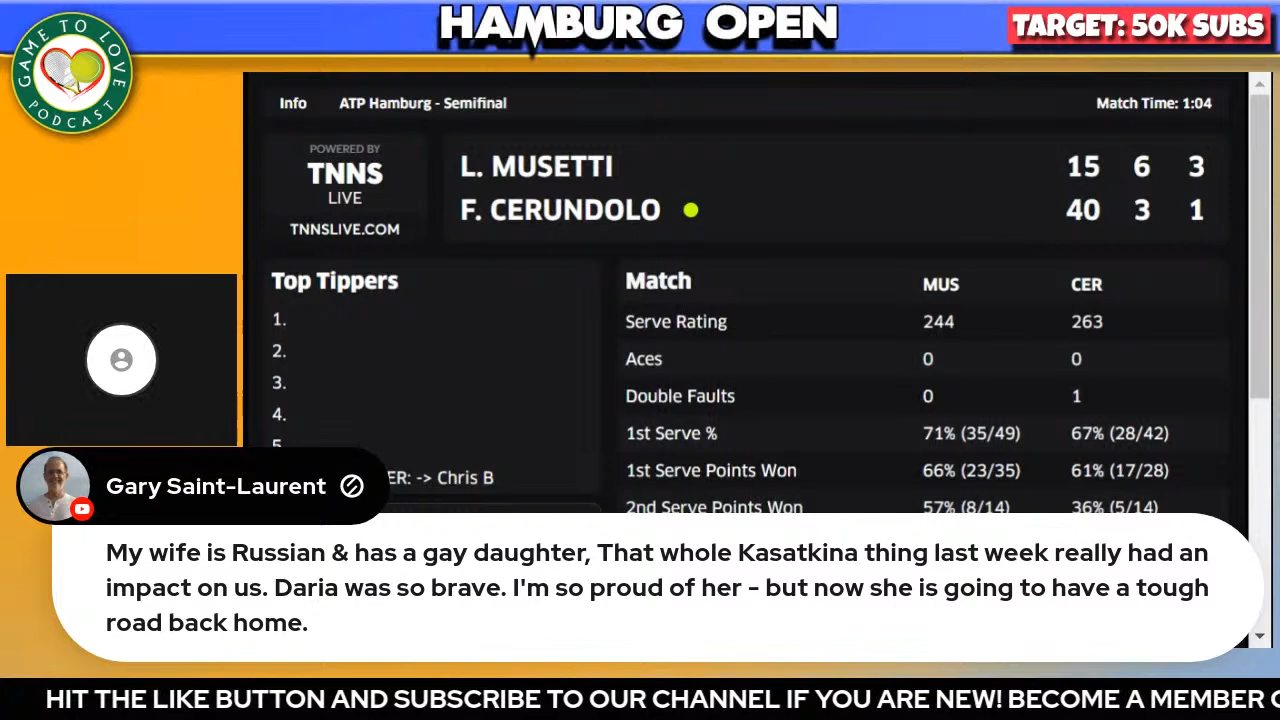 HAMBURG OPEN
TARGET: 50K SUBS
GAME TO LOVE
PODCAST
Info ATP Hamburg - Semifinal Match Time: 1:04
POWERED BY
TNNS
LIVE
TNNSLIVE.COM
L. MUSETTI 15 6 3
F. CERUNDOLO 40 3 1
Top Tippers
1.
2.
3.
4.
5.
ER: -> Chris B
Match MUS CER
Serve Rating 244 263
Aces 0 0
Double Faults 0 1
1st Serve % 71% (35/49) 67% (28/42)
1st Serve Points Won 66% (23/35) 61% (17/28)
2nd Serve Points Won 57% (8/14) 36% (5/14)
Gary Saint-Laurent
My wife is Russian & has a gay daughter, That whole Kasatkina thing last week really had an
impact on us. Daria was so brave. I'm so proud of her - but now she is going to have a tough
road back home.
HIT THE LIKE BUTTON AND SUBSCRIBE TO OUR CHANNEL IF YOU ARE NEW! BECOME A MEMBER